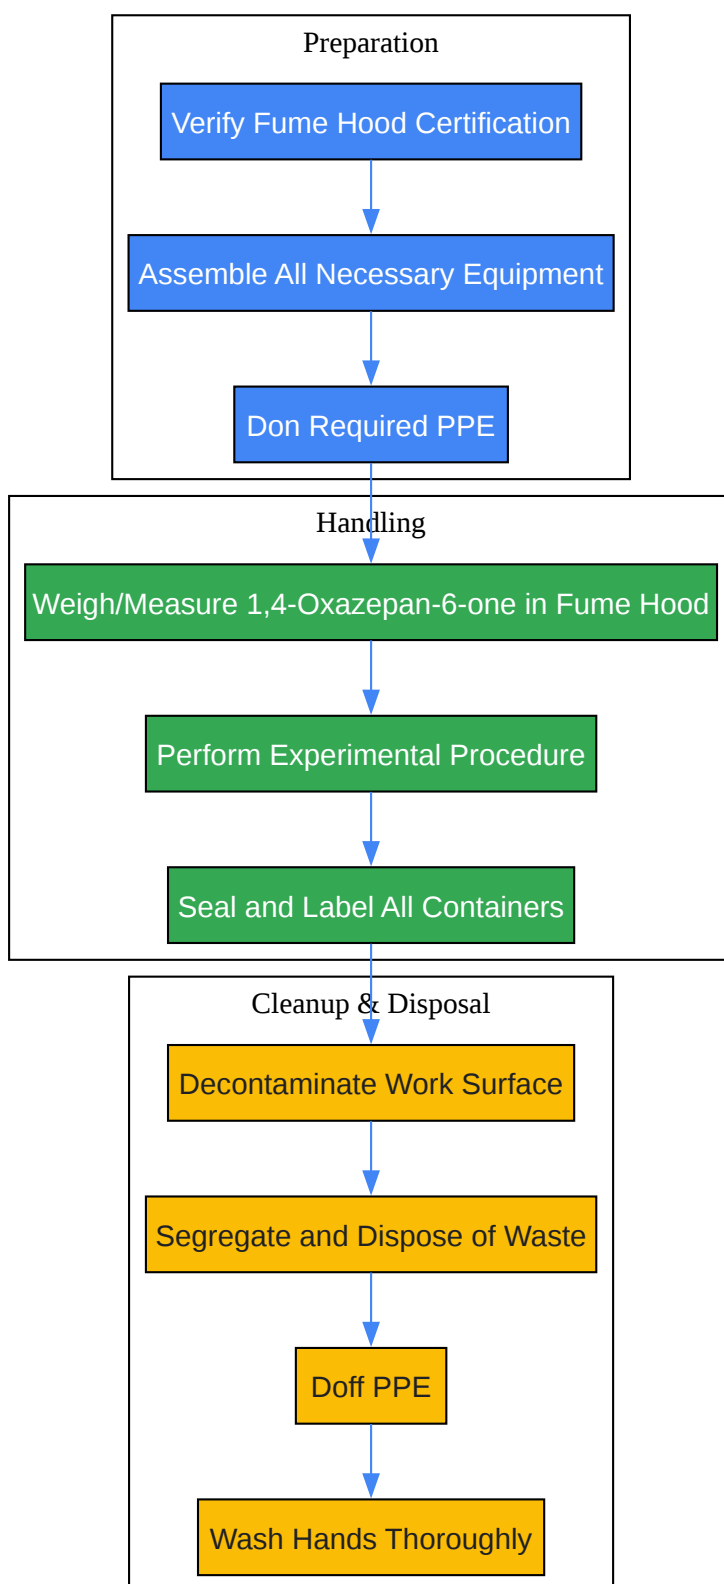 Preparation
Verify Fume Hood Certification
Assemble All Necessary Equipment
Don Required PPE
Handling
Weigh/Measure 1,4-Oxazepan-6-one in Fume Hood
Perform Experimental Procedure
Seal and Label All Containers
Cleanup & Disposal
Decontaminate Work Surface
Segregate and Dispose of Waste
Doff PPE
Wash Hands Thoroughly